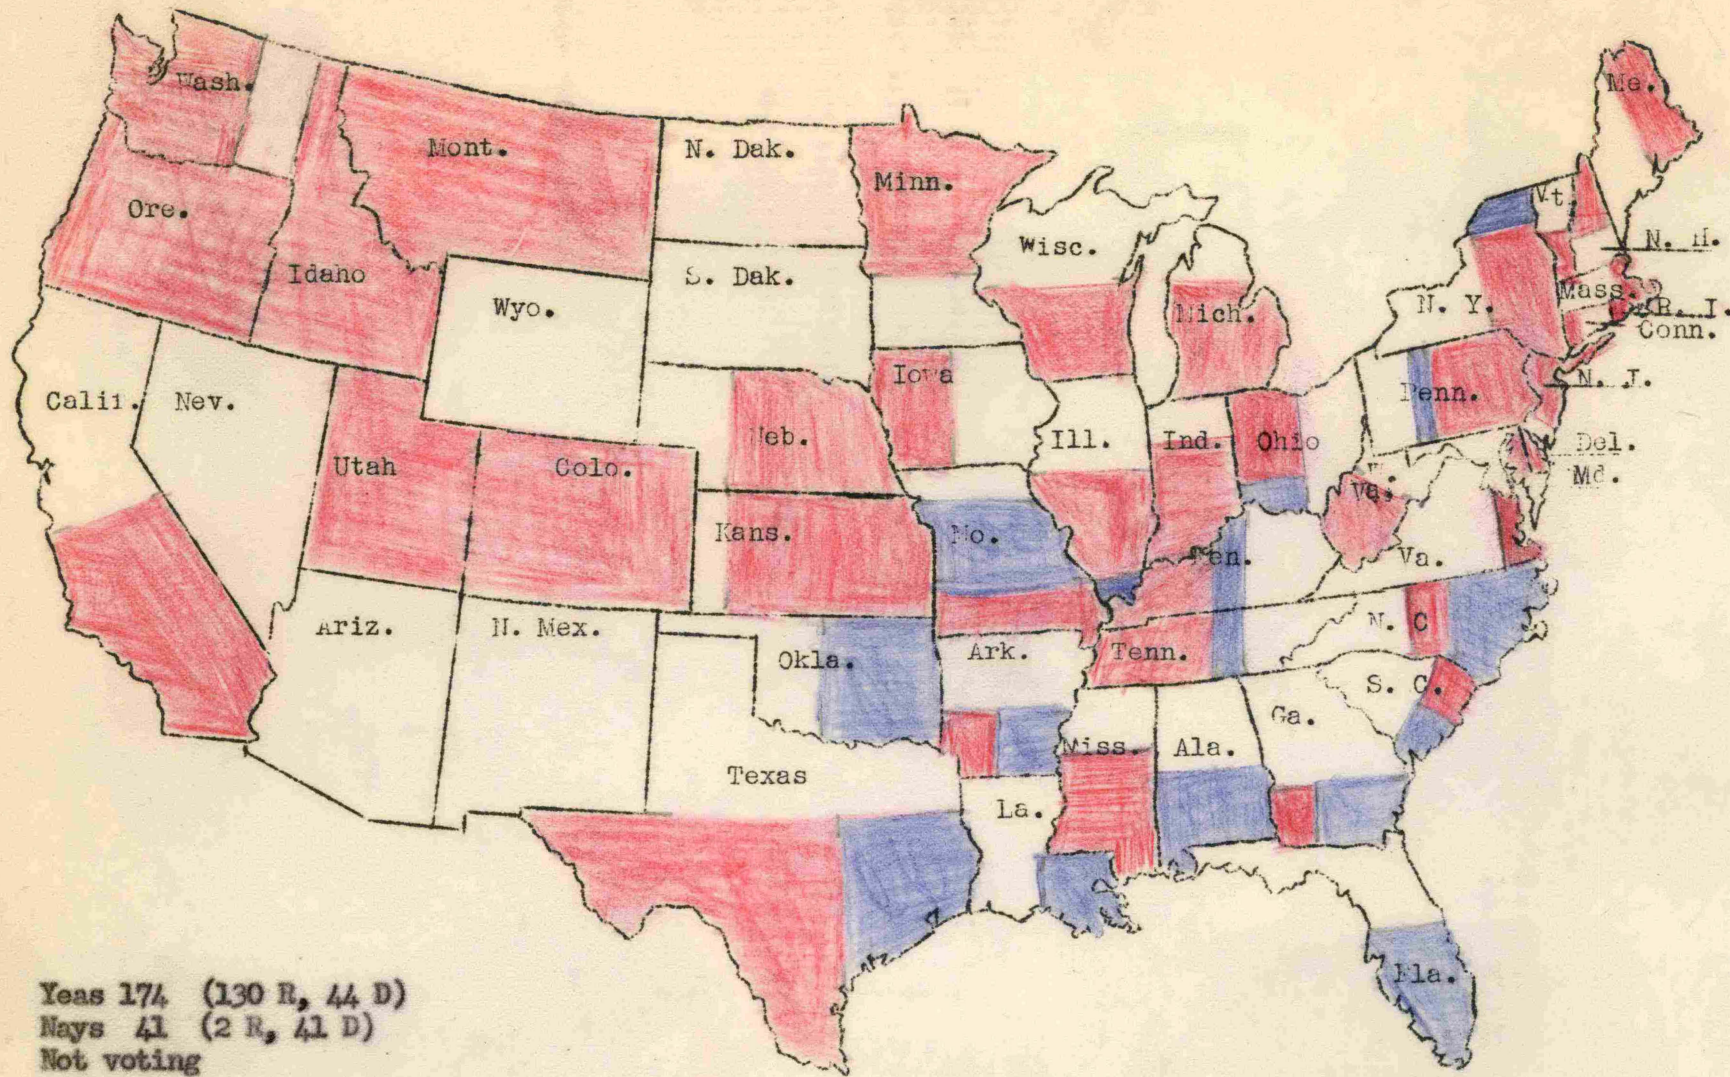 Wash.
Mont.
N. Dak.
Minn.
Me.
Ore.
Idaho
Vt.
Wisc.
N. H.
S. Dak.
Wyo.
Mich.
N. Y.
Mass.
R. I.
Conn.
Calif.
Nev.
Iowa
Neb.
Penn.
N. J.
Utah
Colo.
Ill.
Ind.
Ohio
Del.
Md.
Kans.
Mo.
Va.
Va.
Ariz.
N. Mex.
Okla.
Ark.
Tenn.
N. C
S. C.
Texas
La.
Miss.
Ala.
Ga.
Fla.
Yeas 174 (130 R, 44 D)
Nays 41 (2 R, 41 D)
Not voting